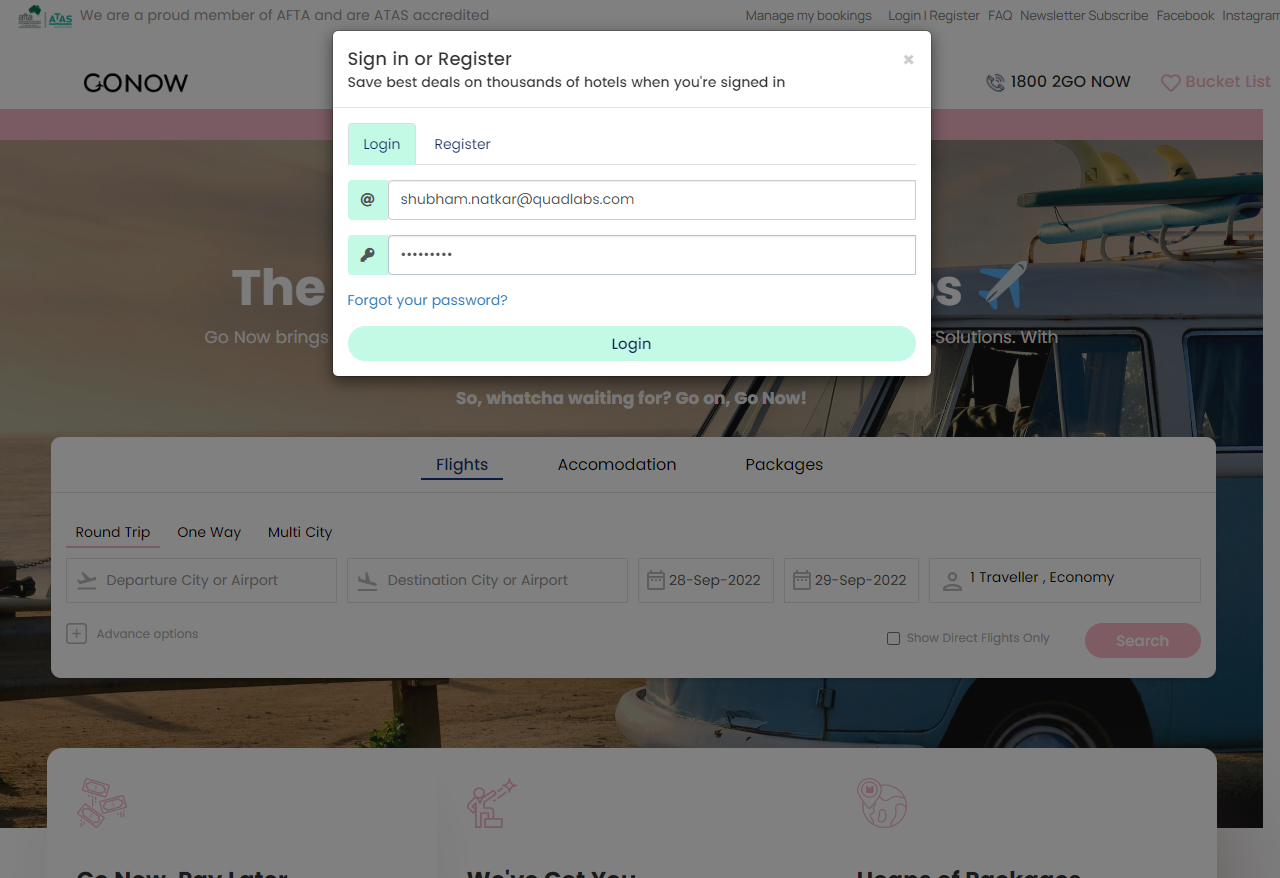 We are a proud member of AFTA and are ATAS accredited
Manage my bookings Login | Register FAQ Newsletter Subscribe Facebook Instagram
afta ATAS
Sign in or Register ×
Save best deals on thousands of hotels when you're signed in
GO NOW
1800 2GO NOW Bucket List
Login Register
@ shubham.natkar@quadlabs.com
•••••••••
The
Forgot your password?
Go Now brings Solutions. With
Login
So, whatcha waiting for? Go on, Go Now!
Flights Accomodation Packages
Round Trip One Way Multi City
Departure City or Airport Destination City or Airport 28-Sep-2022 29-Sep-2022 1 Traveller , Economy
+ Advance options Show Direct Flights Only Search
Go Now, Pay Later We've Got You Heaps of Packages